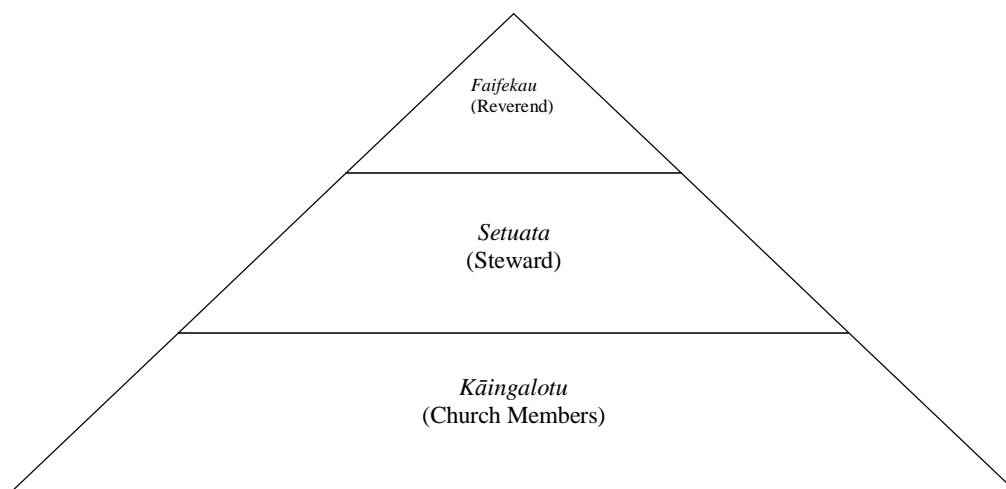 Faifekau
(Reverend)
Setuata
(Steward)
Kāingalotu
(Church Members)